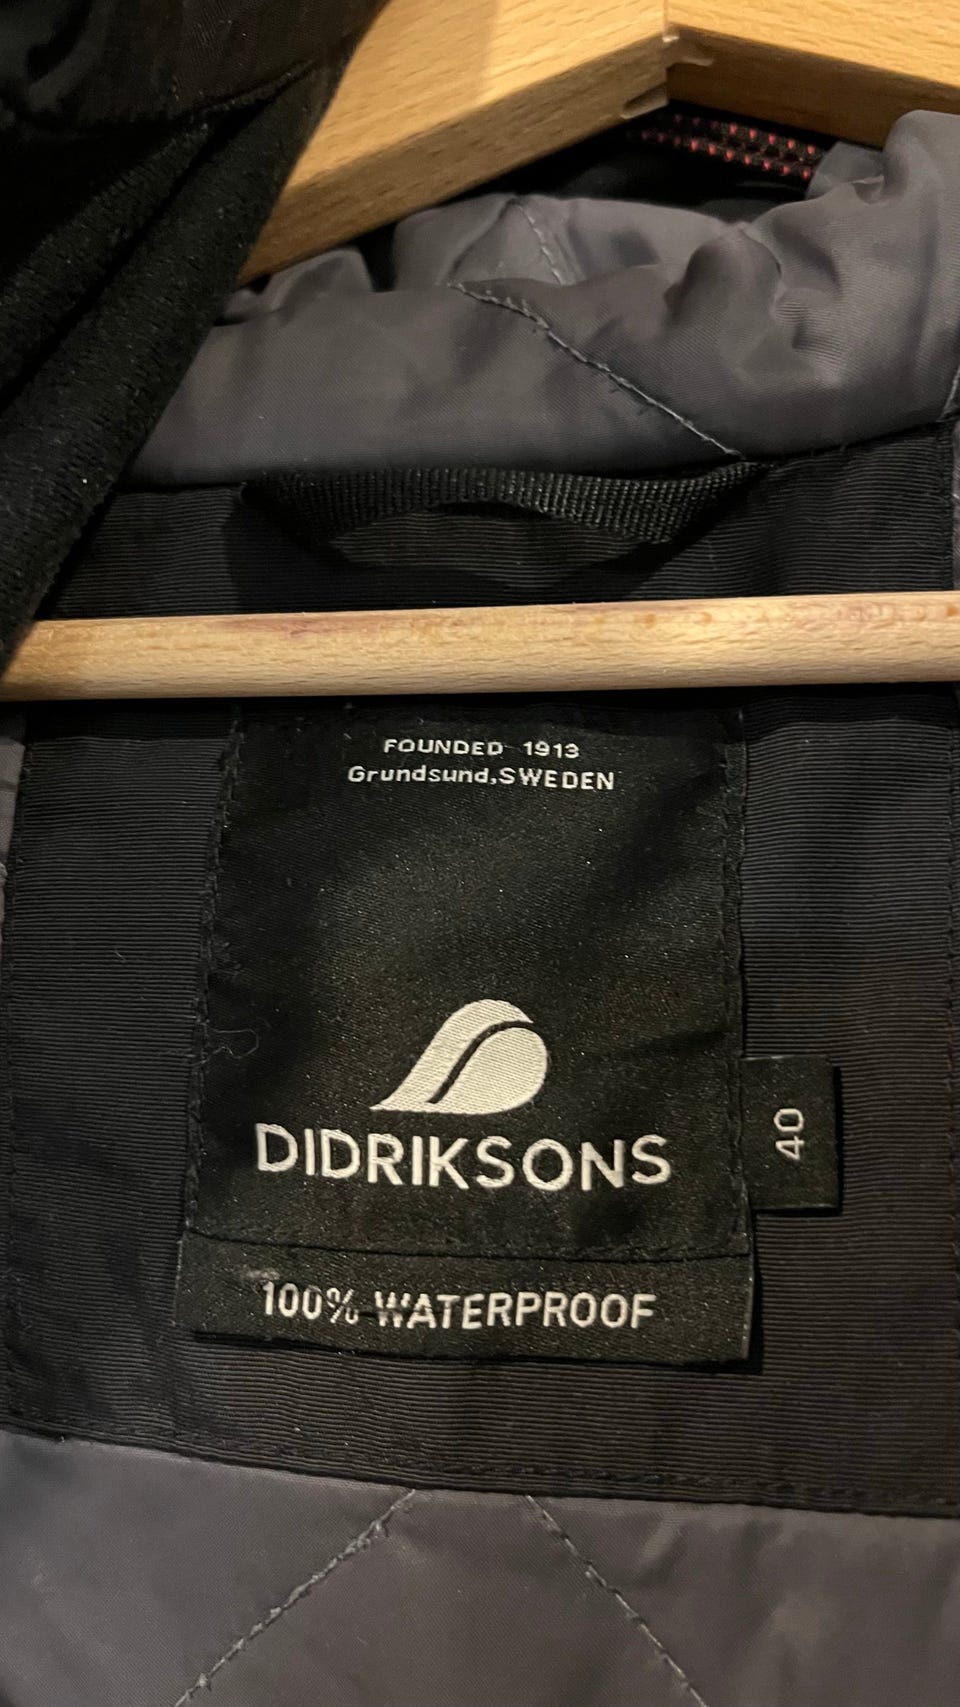 FOUNDED 1913
Grundsund,SWEDEN
DIDRIKSONS
40
100% WATERPROOF